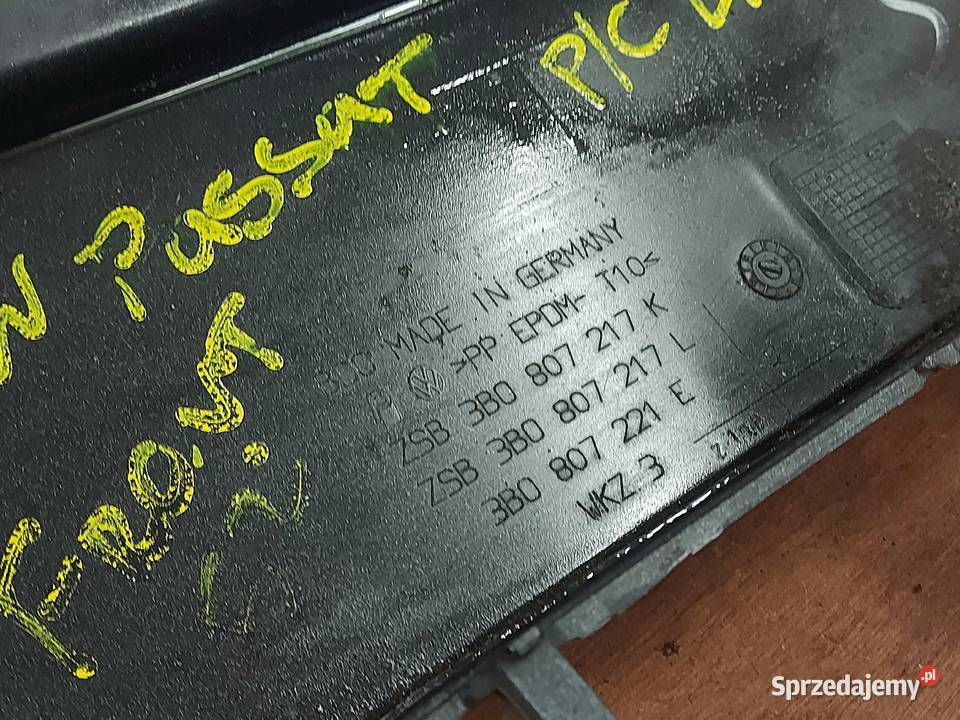 PASSAT
P/C
FRONT
MADE IN GERMANY
>PP EPDM- T10<
ZSB 3B0 807 217 K
ZSB 3B0 807 217 L
3B0 807 221 E
WKZ 3
Sprzedajemy.pl